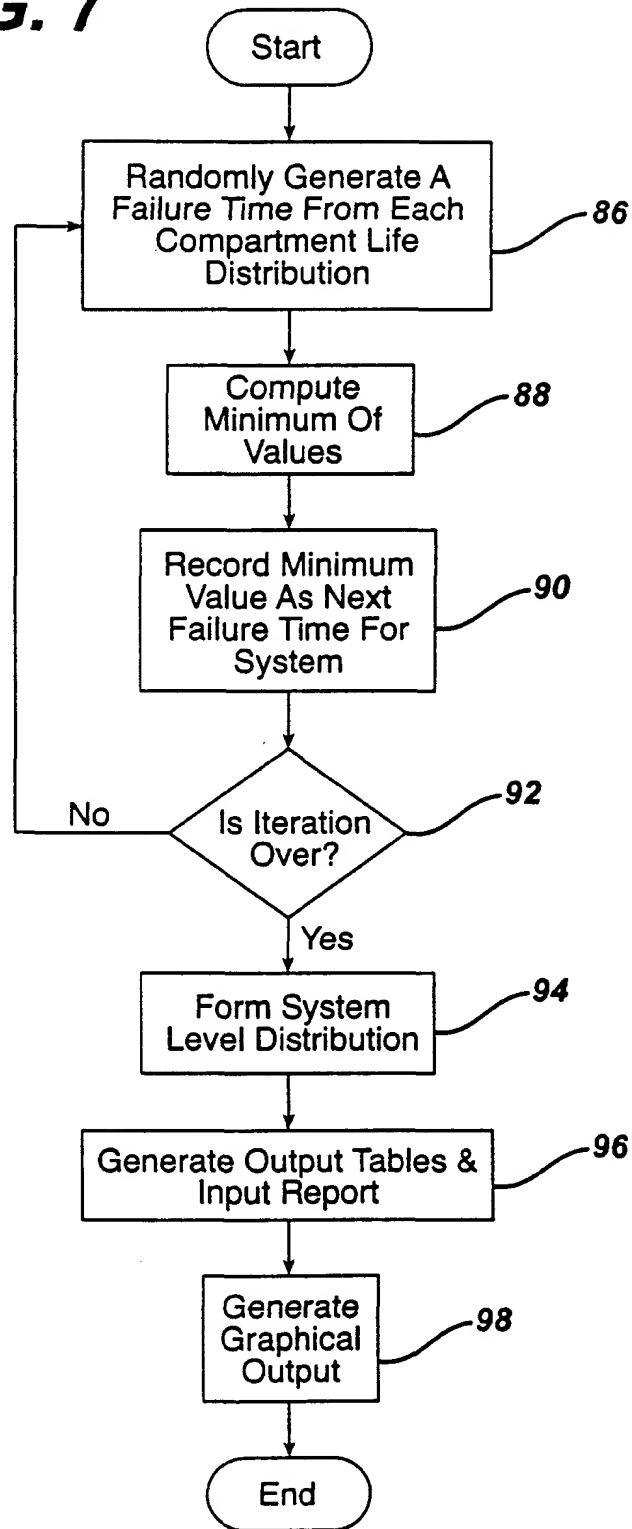 G. 7
Start
Randomly Generate A
Failure Time From Each
Compartment Life
Distribution
86
Compute
Minimum Of
Values
88
Record Minimum
Value As Next
Failure Time For
System
90
Is Iteration
Over?
92
No
Yes
Form System
Level Distribution
94
Generate Output Tables &
Input Report
96
Generate
Graphical
Output
98
End